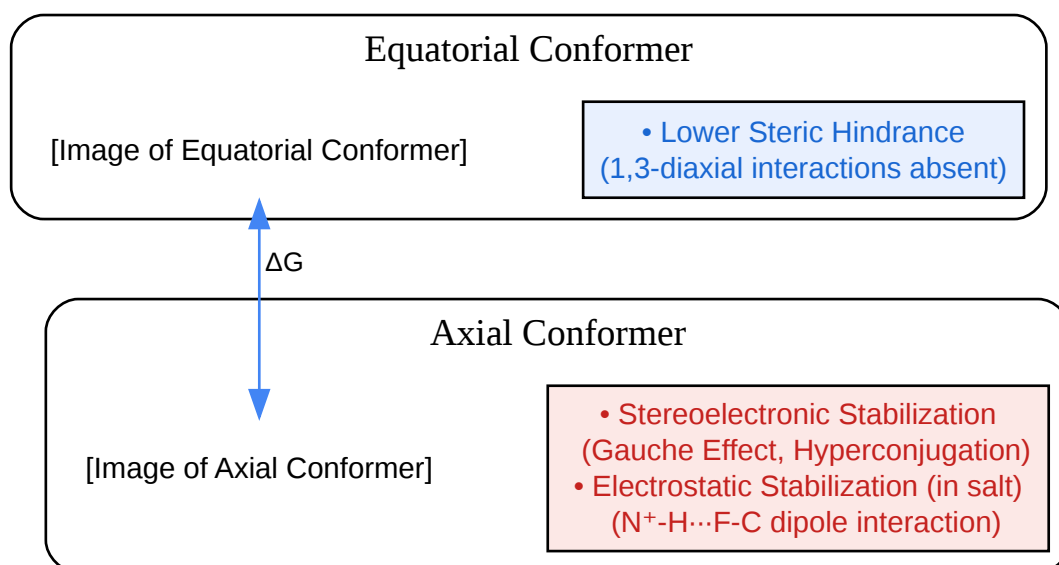 Equatorial Conformer
[Image of Equatorial Conformer]
• Lower Steric Hindrance
(1,3-diaxial interactions absent)
ΔG
Axial Conformer
[Image of Axial Conformer]
• Stereoelectronic Stabilization
(Gauche Effect, Hyperconjugation)
• Electrostatic Stabilization (in salt)
(N⁺-H···F-C dipole interaction)